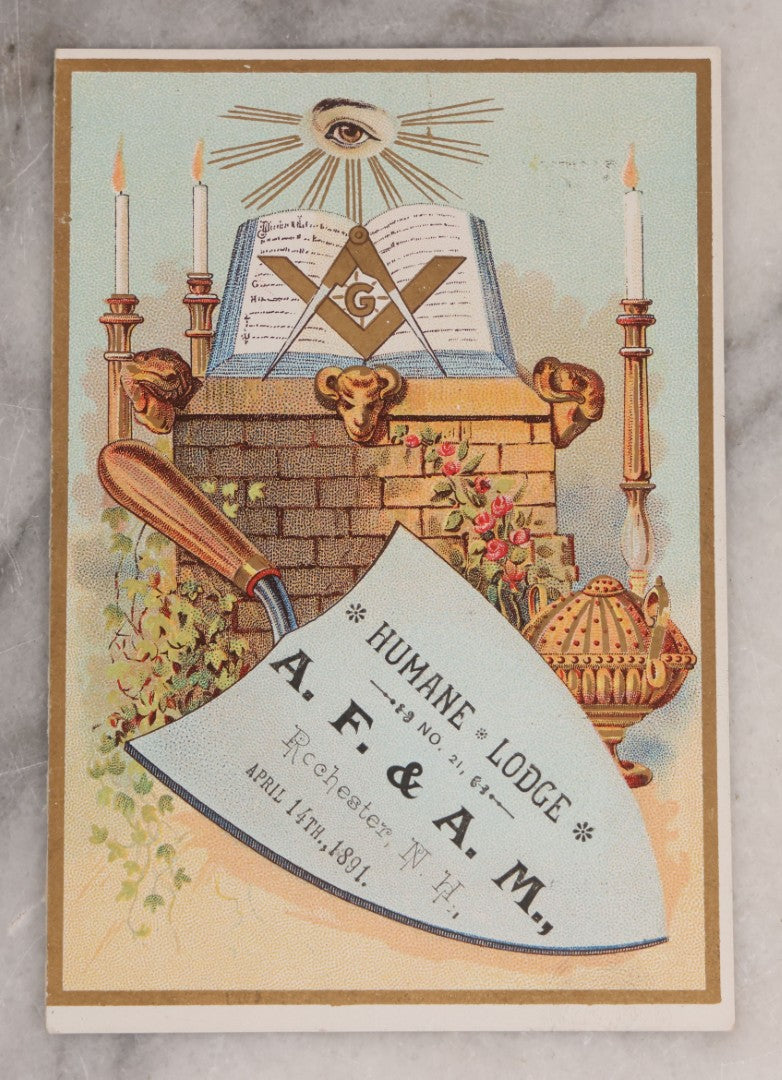 G
HUMANE LODGE
NO. 21,
A. F. & A. M.,
Rochester, N. H.,
APRIL 14TH., 1891.